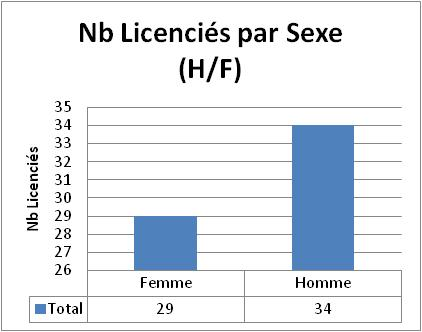 Nb Licenciés par Sexe
(H/F)
Nb Licenciés
35
34
33
32
31
30
29
28
27
26
Femme Homme
Total 29 34